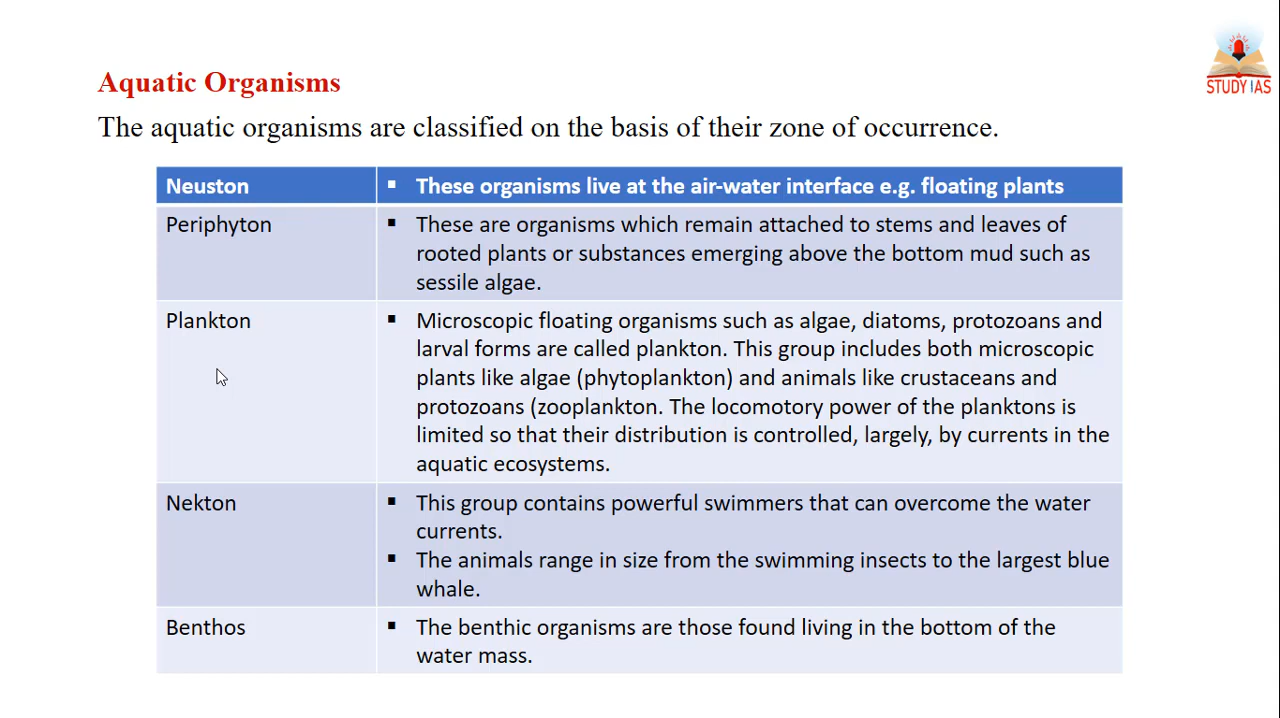 STUDY IAS
Aquatic Organisms
The aquatic organisms are classified on the basis of their zone of occurrence.
Neuston
▪ These organisms live at the air-water interface e.g. floating plants
Periphyton
▪ These are organisms which remain attached to stems and leaves of
rooted plants or substances emerging above the bottom mud such as
sessile algae.
Plankton
▪ Microscopic floating organisms such as algae, diatoms, protozoans and
larval forms are called plankton. This group includes both microscopic
plants like algae (phytoplankton) and animals like crustaceans and
protozoans (zooplankton. The locomotory power of the planktons is
limited so that their distribution is controlled, largely, by currents in the
aquatic ecosystems.
Nekton
▪ This group contains powerful swimmers that can overcome the water
currents.
▪ The animals range in size from the swimming insects to the largest blue
whale.
Benthos
▪ The benthic organisms are those found living in the bottom of the
water mass.